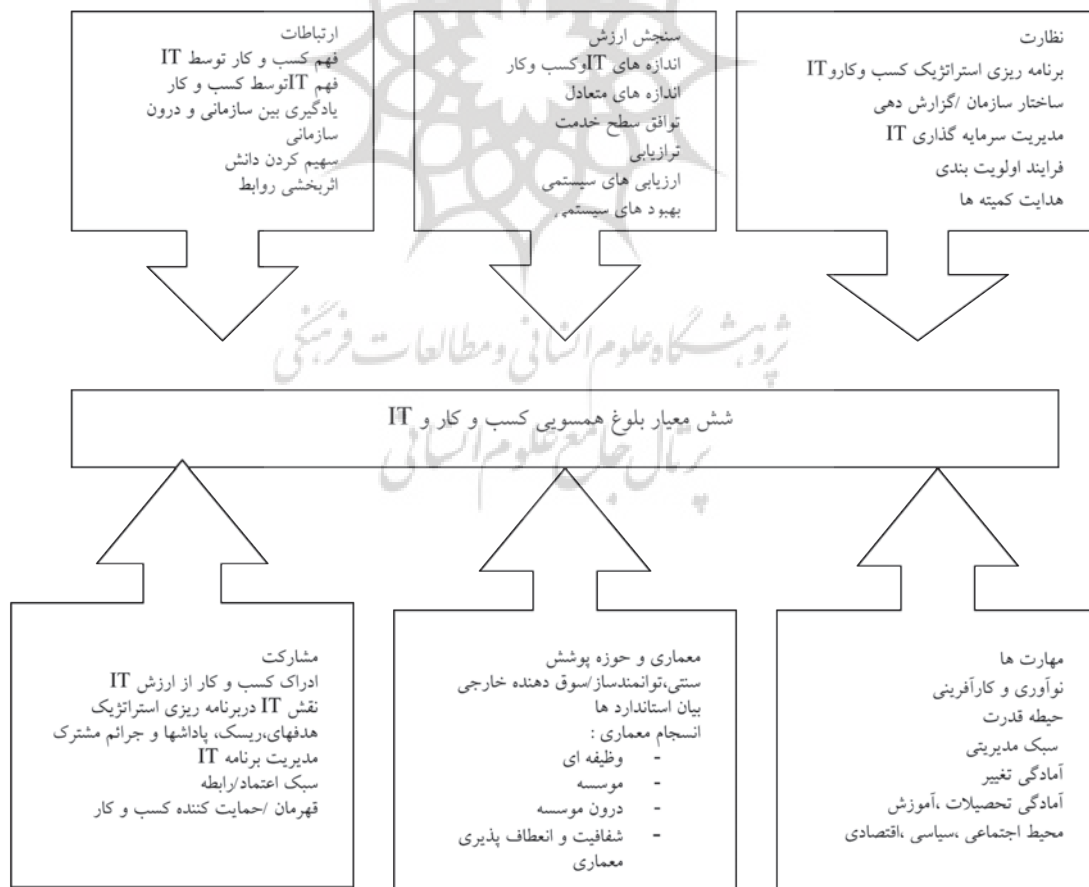 نظارت
برنامه ریزی استراتژیک کسب وکاروIT
ساختار سازمان /گزارش دهی
مدیریت سرمایه گذاری IT
فرایند اولویت بندی
هدایت کمیته ها
سنجش ارزش
اندازه های ITوکسب وکار
اندازه های متعادل
توافق سطح خدمت
ترازیابی
ارزیابی های سیستمی
بهبود های سیستمی
ارتباطات
فهم کسب و کار توسط IT
فهم ITتوسط کسب و کار
یادگیری بین سازمانی و درون
سازمانی
سهیم کردن دانش
اثربخشی روابط
پژوهشگاه علوم انسانی و مطالعات فرهنگی
شش معیار بلوغ همسویی کسب و کار و IT
پرتال جامع علوم انسانی
مهارت ها
نوآوری و کارآفرینی
حیطه قدرت
سبک مدیریتی
آمادگی تغییر
آمادگی تحصیلات ،آموزش
محیط اجتماعی ،سیاسی ،اقتصادی
معماری و حوزه پوشش
سنتی،توانمندساز/سوق دهنده خارجی
بیان استاندارد ها
انسجام معماری :
- وظیفه ای
- موسسه
- درون موسسه
- شفافیت و انعطاف پذیری
معماری
مشارکت
ادراک کسب و کار از ارزش IT
نقش IT دربرنامه ریزی استراتژیک
هدفهای،ریسک، پاداشها و جرائم مشترک
مدیریت برنامه IT
سبک اعتماد/رابطه
قهرمان /حمایت کننده کسب و کار